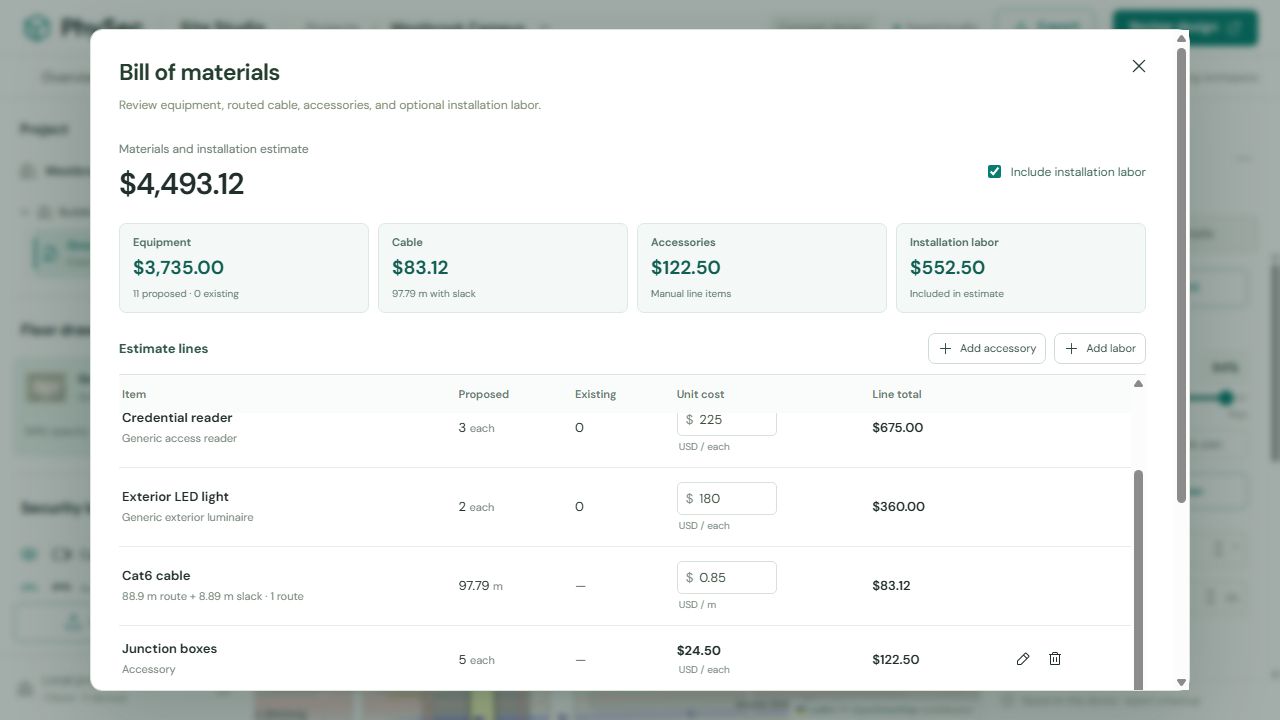 Bill of materials
Review equipment, routed cable, accessories, and optional installation labor.
Materials and installation estimate
$4,493.12
Include installation labor
Equipment
$3,735.00
11 proposed · 0 existing
Cable
$83.12
97.79 m with slack
Accessories
$122.50
Manual line items
Installation labor
$552.50
Included in estimate
Estimate lines
Add accessory
Add labor
Item Proposed Existing Unit cost Line total
Credential reader
Generic access reader
3 each
0
$ 225
USD / each
$675.00
Exterior LED light
Generic exterior luminaire
2 each
0
$ 180
USD / each
$360.00
Cat6 cable
88.9 m route + 8.89 m slack · 1 route
97.79 m
—
$ 0.85
USD / m
$83.12
Junction boxes
Accessory
5 each
—
$24.50
USD / each
$122.50